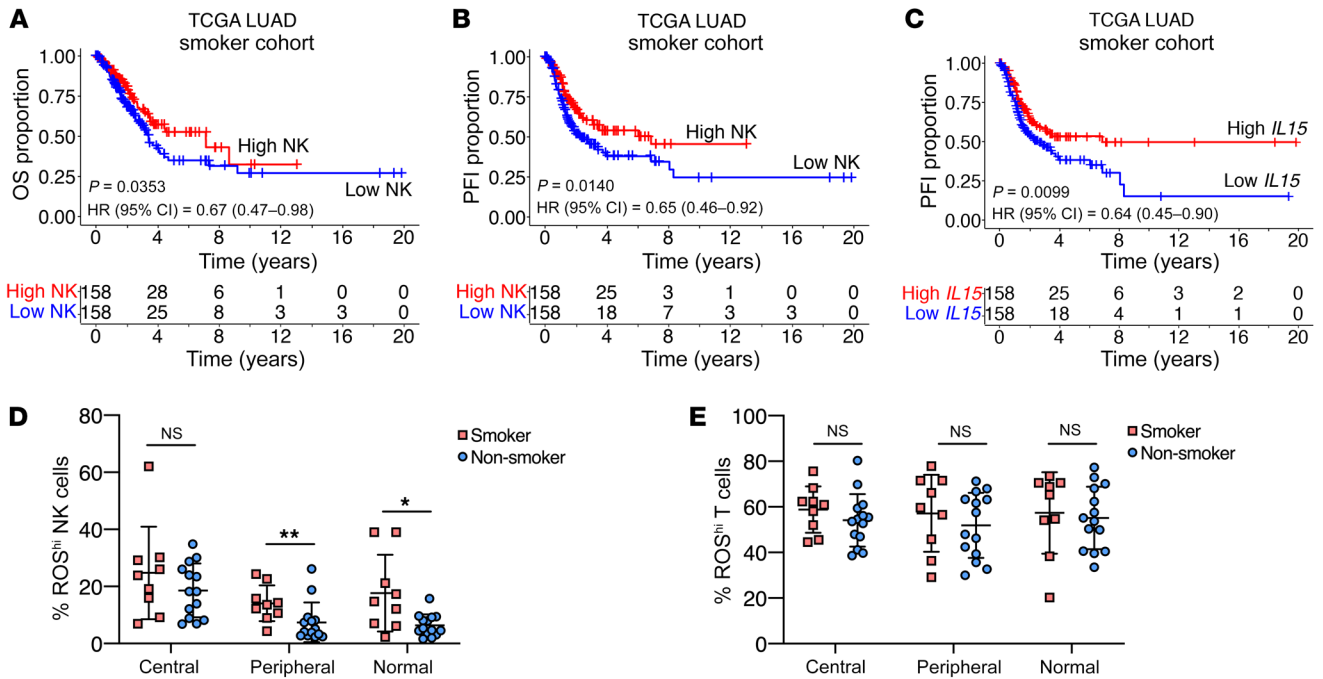 A
TCGA LUAD
smoker cohort
OS proportion
1.00
0.75
0.50
0.25
0.00
High NK
Low NK
P = 0.0353
HR (95% CI) = 0.67 (0.47–0.98)
0 4 8 12 16 20
Time (years)
High NK 158 28 6 1 0 0
Low NK 158 25 8 3 3 0
0 4 8 12 16 20
Time (years)
B
TCGA LUAD
smoker cohort
PFI proportion
1.00
0.75
0.50
0.25
0.00
High NK
Low NK
P = 0.0140
HR (95% CI) = 0.65 (0.46–0.92)
0 4 8 12 16 20
Time (years)
High NK 158 25 3 1 0 0
Low NK 158 18 7 3 3 0
0 4 8 12 16 20
Time (years)
C
TCGA LUAD
smoker cohort
PFI proportion
1.00
0.75
0.50
0.25
0.00
High IL15
Low IL15
P = 0.0099
HR (95% CI) = 0.64 (0.45–0.90)
0 4 8 12 16 20
Time (years)
High IL15 158 25 6 3 2 0
Low IL15 158 18 4 1 1 0
0 4 8 12 16 20
Time (years)
D
% ROShi NK cells
80
60
40
20
0
NS
**
*
Smoker
Non-smoker
Central Peripheral Normal
E
% ROShi T cells
100
80
60
40
20
0
NS
NS
NS
Smoker
Non-smoker
Central Peripheral Normal